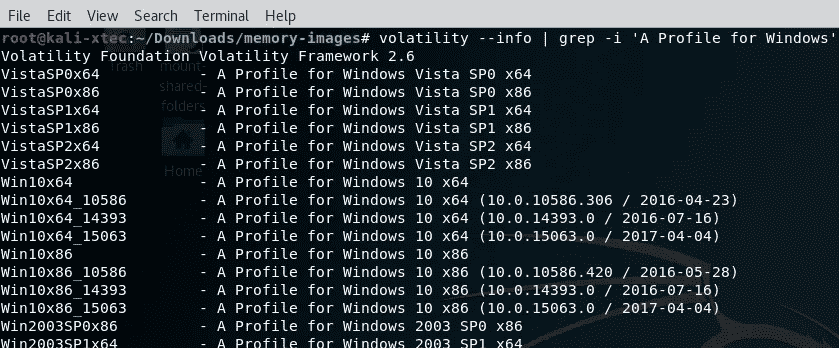 File Edit View Search Terminal Help
root@kali-xtec:~/Downloads/memory-images# volatility --info | grep -i 'A Profile for Windows'
Volatility Foundation Volatility Framework 2.6
VistaSP0x64 - A Profile for Windows Vista SP0 x64
VistaSP0x86 - A Profile for Windows Vista SP0 x86
VistaSP1x64 - A Profile for Windows Vista SP1 x64
VistaSP1x86 - A Profile for Windows Vista SP1 x86
VistaSP2x64 - A Profile for Windows Vista SP2 x64
VistaSP2x86 - A Profile for Windows Vista SP2 x86
Win10x64 - A Profile for Windows 10 x64
Win10x64_10586 - A Profile for Windows 10 x64 (10.0.10586.306 / 2016-04-23)
Win10x64_14393 - A Profile for Windows 10 x64 (10.0.14393.0 / 2016-07-16)
Win10x64_15063 - A Profile for Windows 10 x64 (10.0.15063.0 / 2017-04-04)
Win10x86 - A Profile for Windows 10 x86
Win10x86_10586 - A Profile for Windows 10 x86 (10.0.10586.420 / 2016-05-28)
Win10x86_14393 - A Profile for Windows 10 x86 (10.0.14393.0 / 2016-07-16)
Win10x86_15063 - A Profile for Windows 10 x86 (10.0.15063.0 / 2017-04-04)
Win2003SP0x86 - A Profile for Windows 2003 SP0 x86
Win2003SP1x64 - A Profile for Windows 2003 SP1 x64
Trash
mount-
shared-
folders
Home